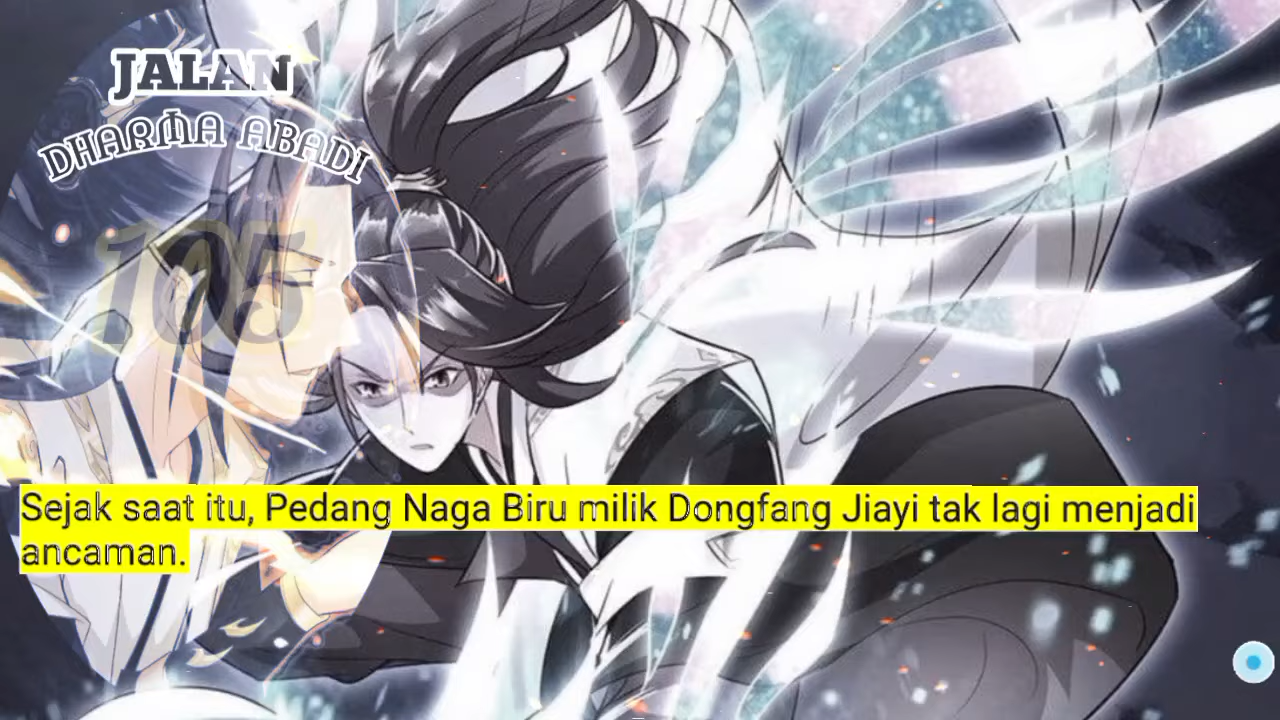 JALAN
DHARMA ABADI
105
Sejak saat itu, Pedang Naga Biru milik Dongfang Jiayi tak lagi menjadi
ancaman.